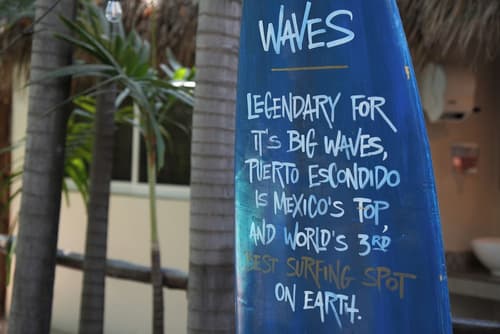 WAVES
LEGENDARY FOR
IT'S BIG WAVES,
PUERTO ESCONDIDO
IS MEXICO'S TOP,
AND WORLD'S 3RD
BEST SURFING SPOT
ON EARTH.